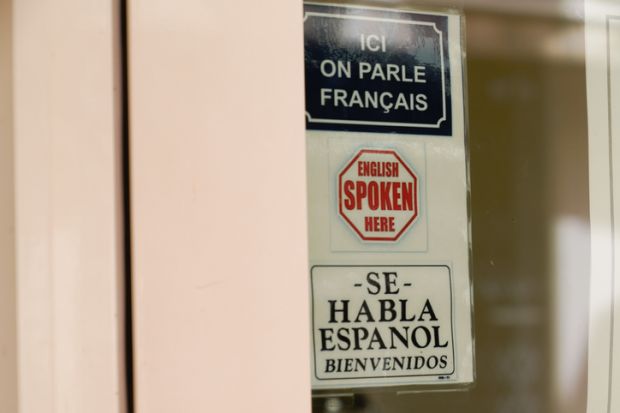 ICI
ON PARLE
FRANÇAIS
ENGLISH
SPOKEN
HERE
-SE-
HABLA
ESPANOL
BIENVENIDOS